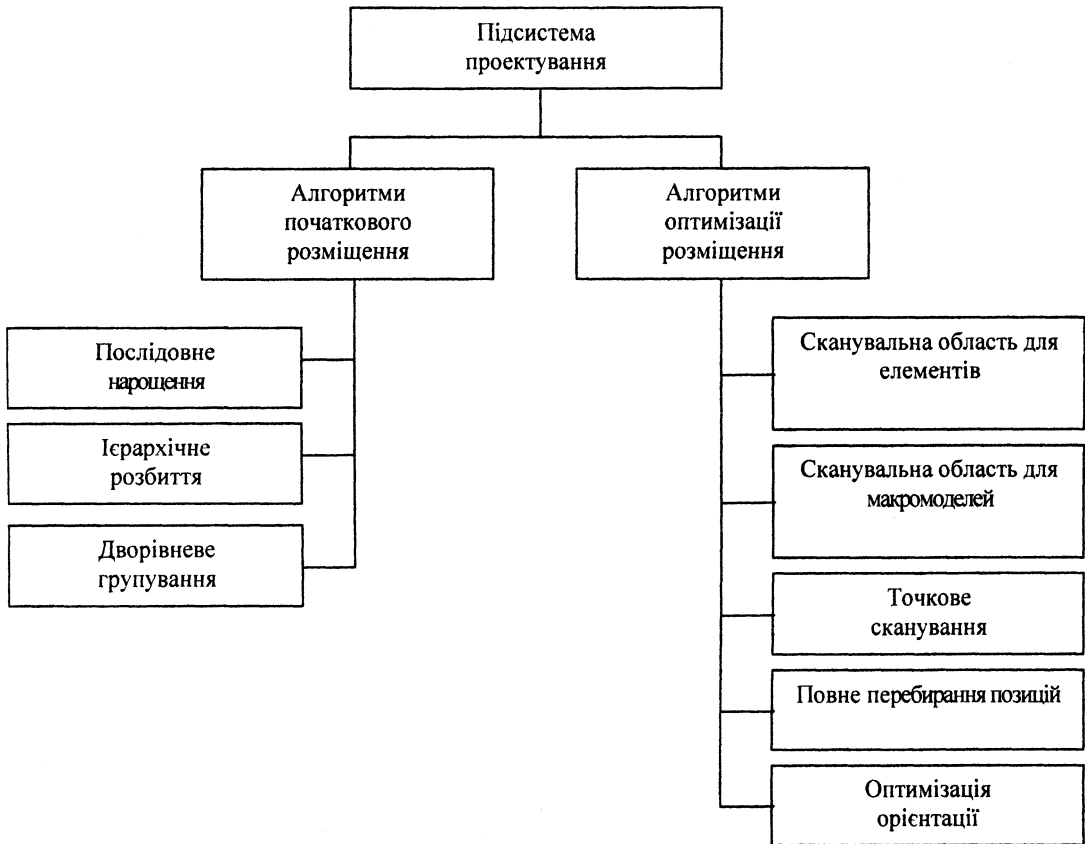 Підсистема
проектування
Алгоритми
початкового
розміщення
Алгоритми
оптимізації
розміщення
Послідовне
нарощення
Ієрархічне
розбиття
Дворівневе
групування
Сканувальна область для
елементів
Сканувальна область для
макромоделей
Точкове
сканування
Повне перебирання позицій
Оптимізація
орієнтації